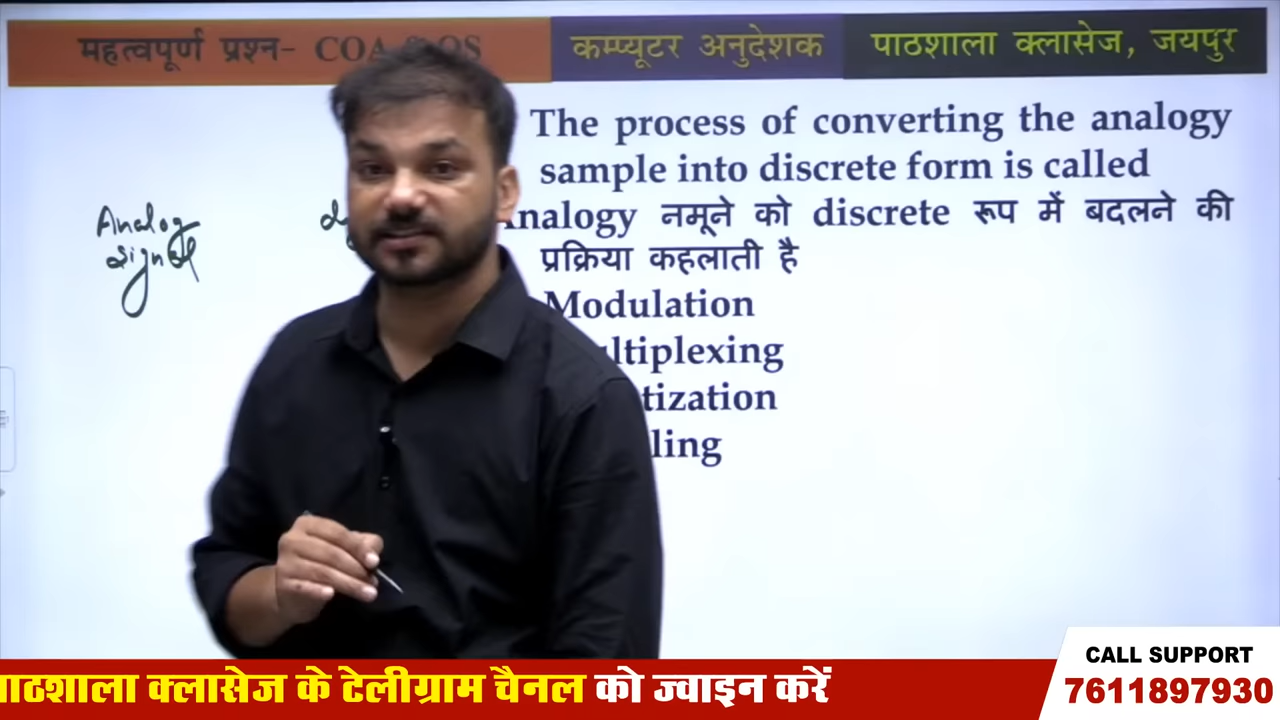 महत्वपूर्ण प्रश्न- COA & OS
कम्प्यूटर अनुदेशक
पाठशाला क्लासेज, जयपुर
The process of converting the analogy
sample into discrete form is called
Analogy नमूने को discrete रूप में बदलने की
प्रक्रिया कहलाती है
Modulation
ltiplexing
tization
ling
Analog
signal
पाठशाला क्लासेज के टेलीग्राम चैनल को ज्वाइन करें
CALL SUPPORT
7611897930